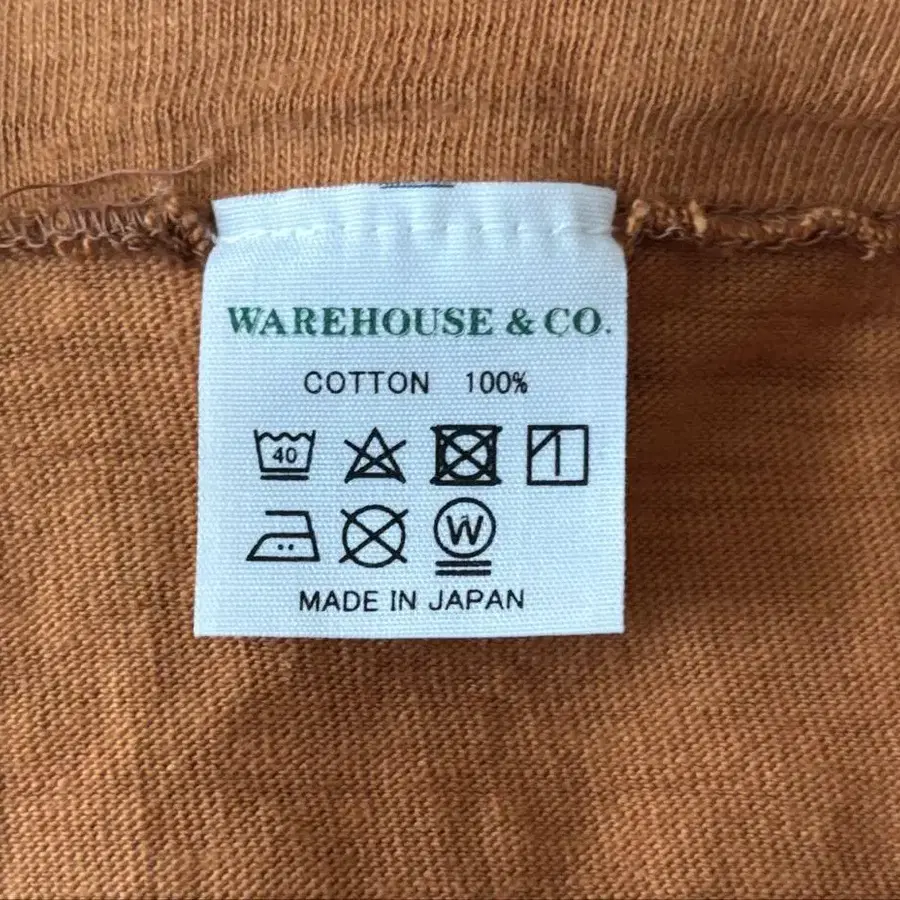 WAREHOUSE & CO.
COTTON 100%
40
W
MADE IN JAPAN